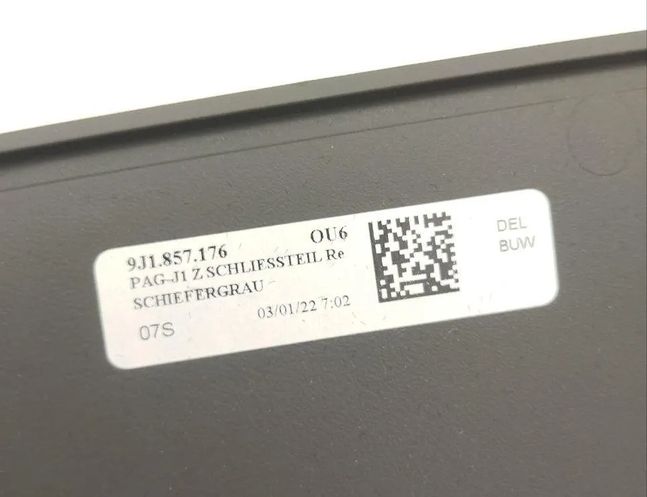 9J1.857.176 OU6
PAG-J1 Z SCHLIESSTEIL Re
SCHIEFERGRAU
07S 03/01/22 7:02
DEL
BUW